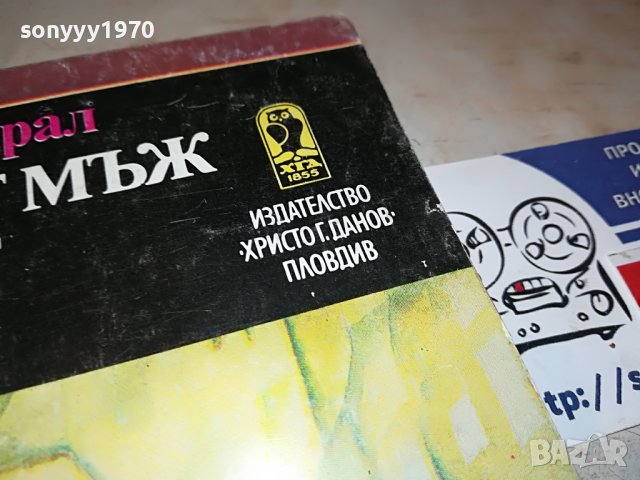 sonyyy1970
рал
МЪЖ
ХГД
1855
ИЗДАТЕЛСТВО
·ХРИСТО Г. ДАНОВ·
ПЛОВДИВ
ПРО
И
ВН
tp://s
BAZAR